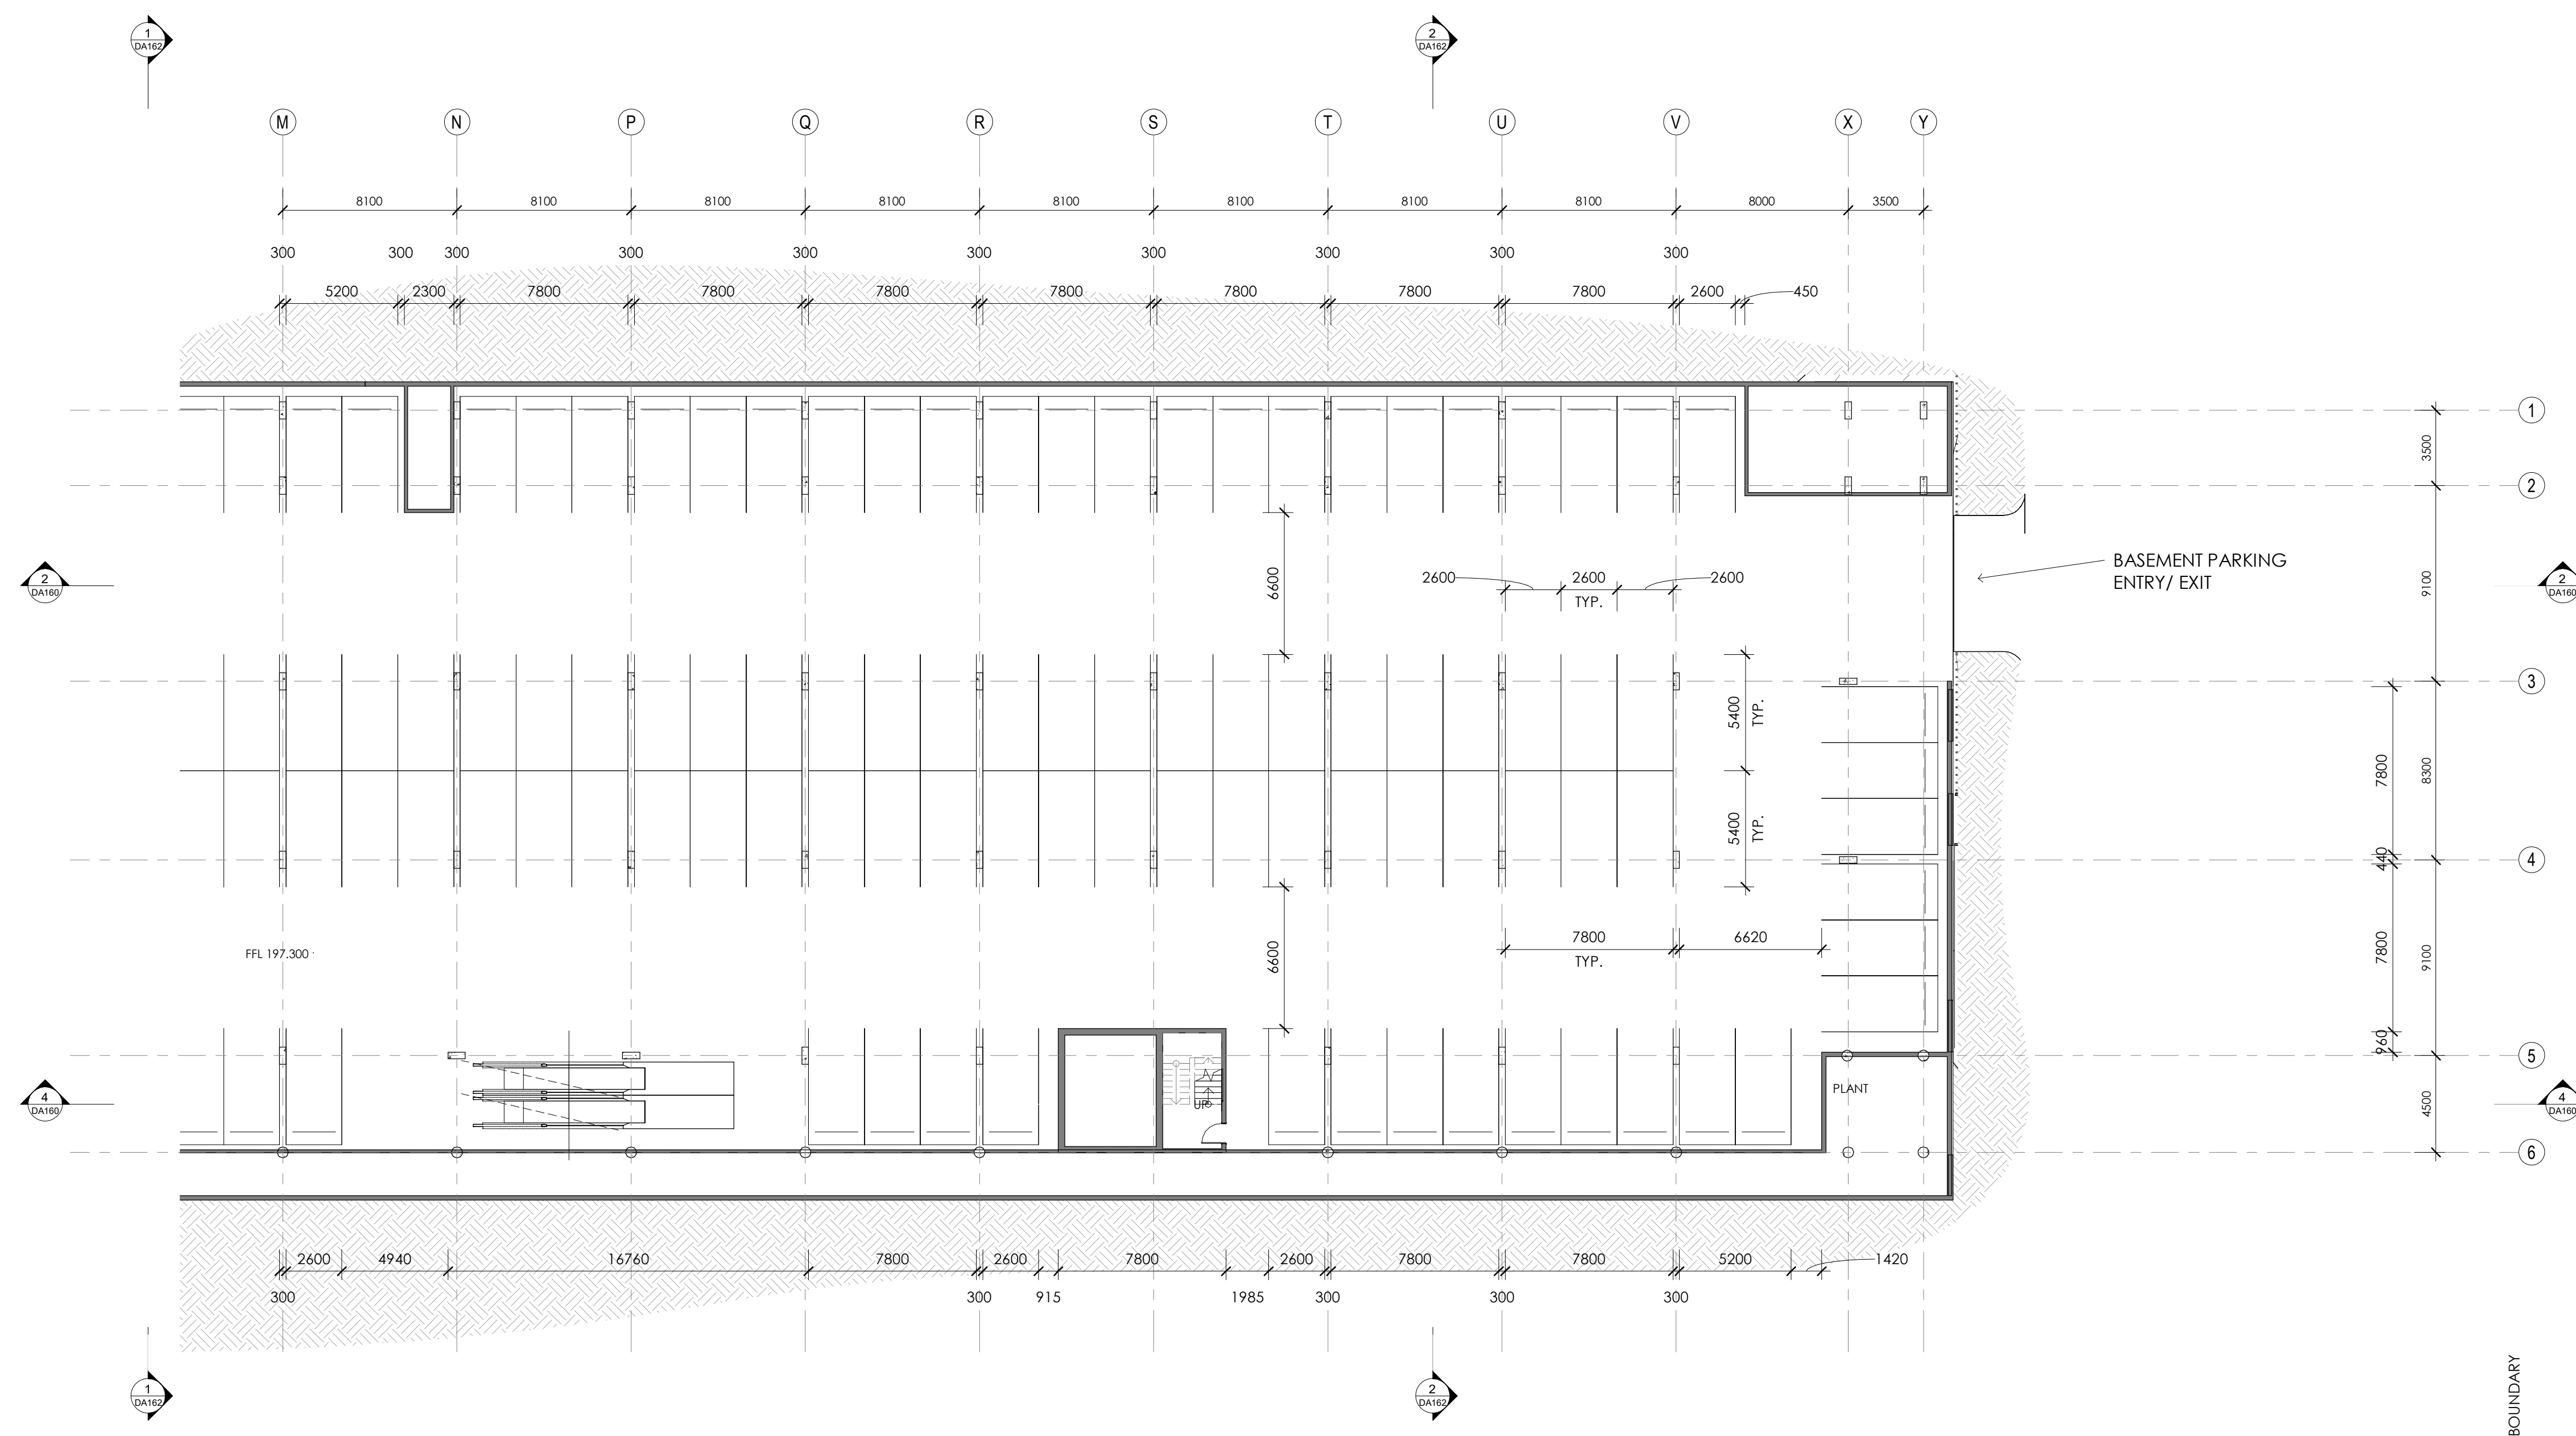 1
DA162
2
DA162
M N P Q R S T U V X Y
8100 8100 8100 8100 8100 8100 8100 8100 8000 3500
300 300 300 300 300 300 300 300 300 300
5200 2300 7800 7800 7800 7800 7800 7800 7800 2600 450
1
3500
2
2
DA160
6600
2600 2600 2600
TYP.
BASEMENT PARKING
ENTRY/ EXIT
9100
2
DA160
3
5400
TYP.
7800
8300
5400
TYP.
440
4
FFL 197.300
6600
7800 6620
TYP.
7800
9100
960
5
4
DA160
UP
PLANT
4500
4
DA160
6
2600 4940 16760 7800 2600 7800 2600 7800 7800 5200 1420
300 300 915 1985 300 300 300
1
DA162
2
DA162
BOUNDARY